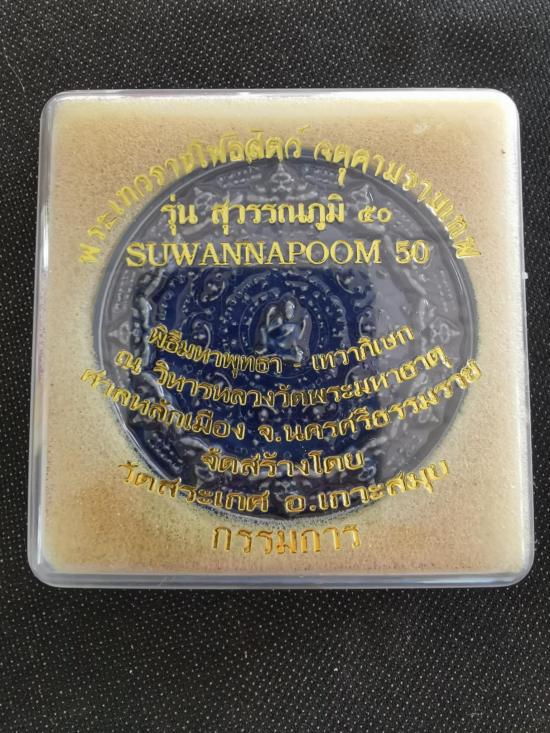 พระเทวราชโพธิสัตว์ จตุคามรามเทพ
รุ่น สุวรรณภูมิ ๕๐
SUWANNAPOOM 50
พิธีมหาพุทธา - เทวาภิเษก
ณ วิหารหลวงวัดพระมหาธาตุ
ศาลหลักเมือง จ.นครศรีธรรมราช
จัดสร้างโดย
วัดสระเกศ อ.เกาะสมุย
กรรมการ